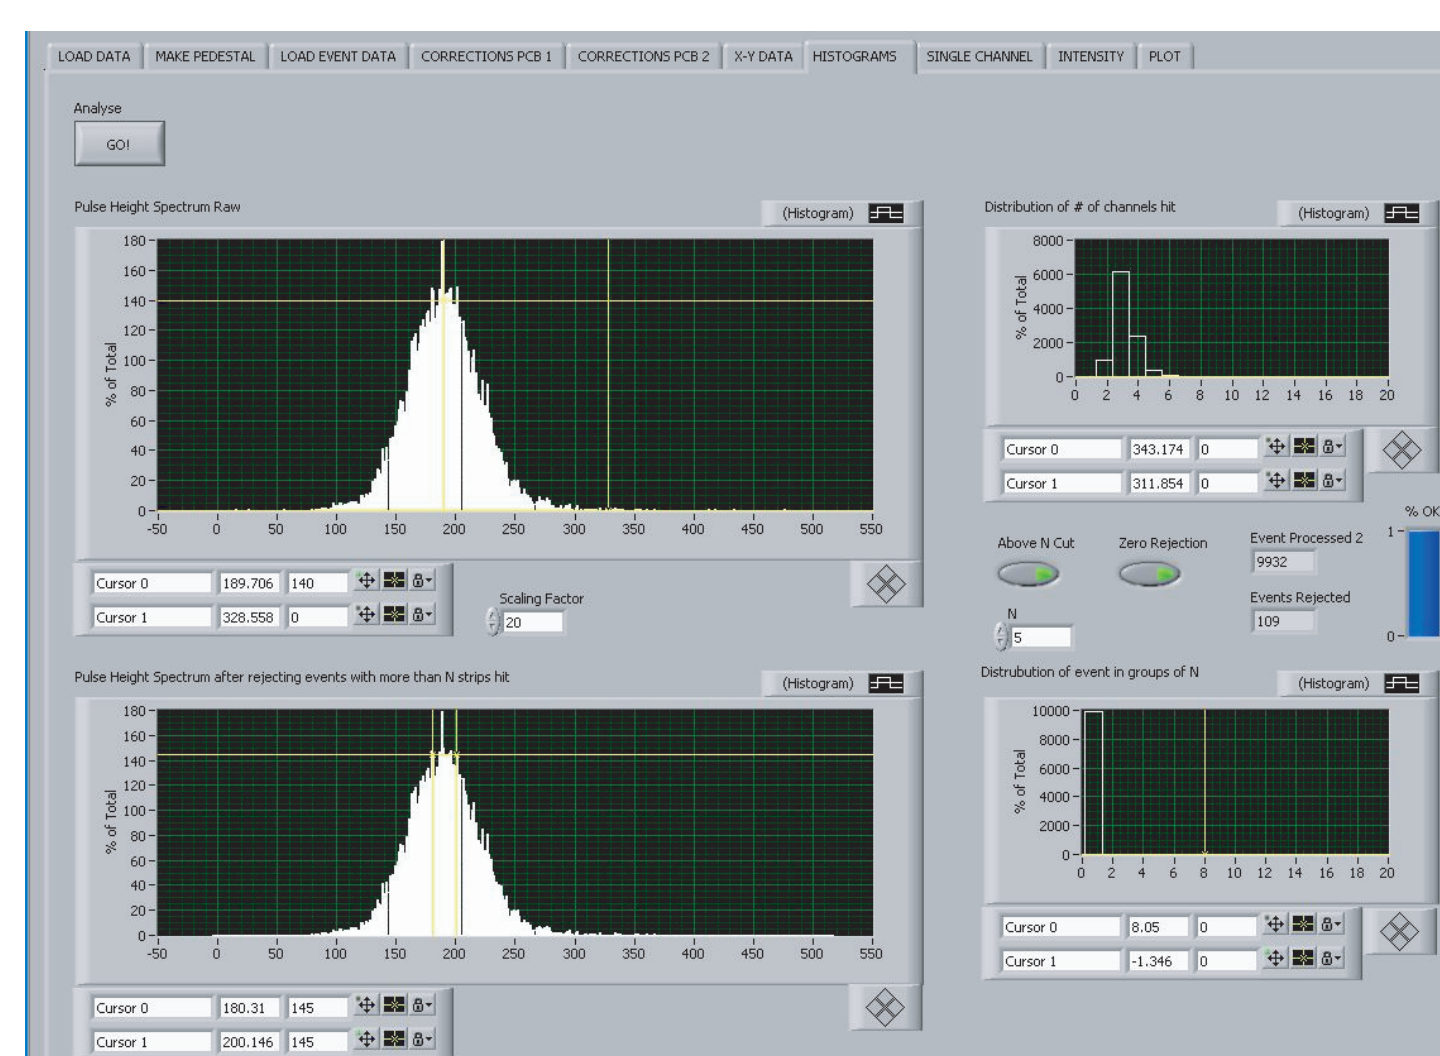 LOAD DATA MAKE PEDESTAL LOAD EVENT DATA CORRECTIONS PCB 1 CORRECTIONS PCB 2 X-Y DATA HISTOGRAMS SINGLE CHANNEL INTENSITY PLOT
Analyse
GO!
Pulse Height Spectrum Raw
(Histogram)
% of Total
180
160
140
120
100
80
60
40
20
0
-50 0 50 100 150 200 250 300 350 400 450 500 550
Cursor 0 189.706 140
Cursor 1 328.558 0
Scaling Factor
20
Distribution of # of channels hit
(Histogram)
% of Total
8000
6000
4000
2000
0
0 2 4 6 8 10 12 14 16 18 20
Cursor 0 343.174 0
Cursor 1 311.854 0
Above N Cut
Zero Rejection
N
5
Event Processed 2
9932
Events Rejected
109
% OK
1
0
Pulse Height Spectrum after rejecting events with more than N strips hit
(Histogram)
% of Total
180
160
140
120
100
80
60
40
20
0
-50 0 50 100 150 200 250 300 350 400 450 500 550
Cursor 0 180.31 145
Cursor 1 200.146 145
Distrubution of event in groups of N
(Histogram)
% of Total
10000
8000
6000
4000
2000
0
0 2 4 6 8 10 12 14 16 18 20
Cursor 0 8.05 0
Cursor 1 -1.346 0